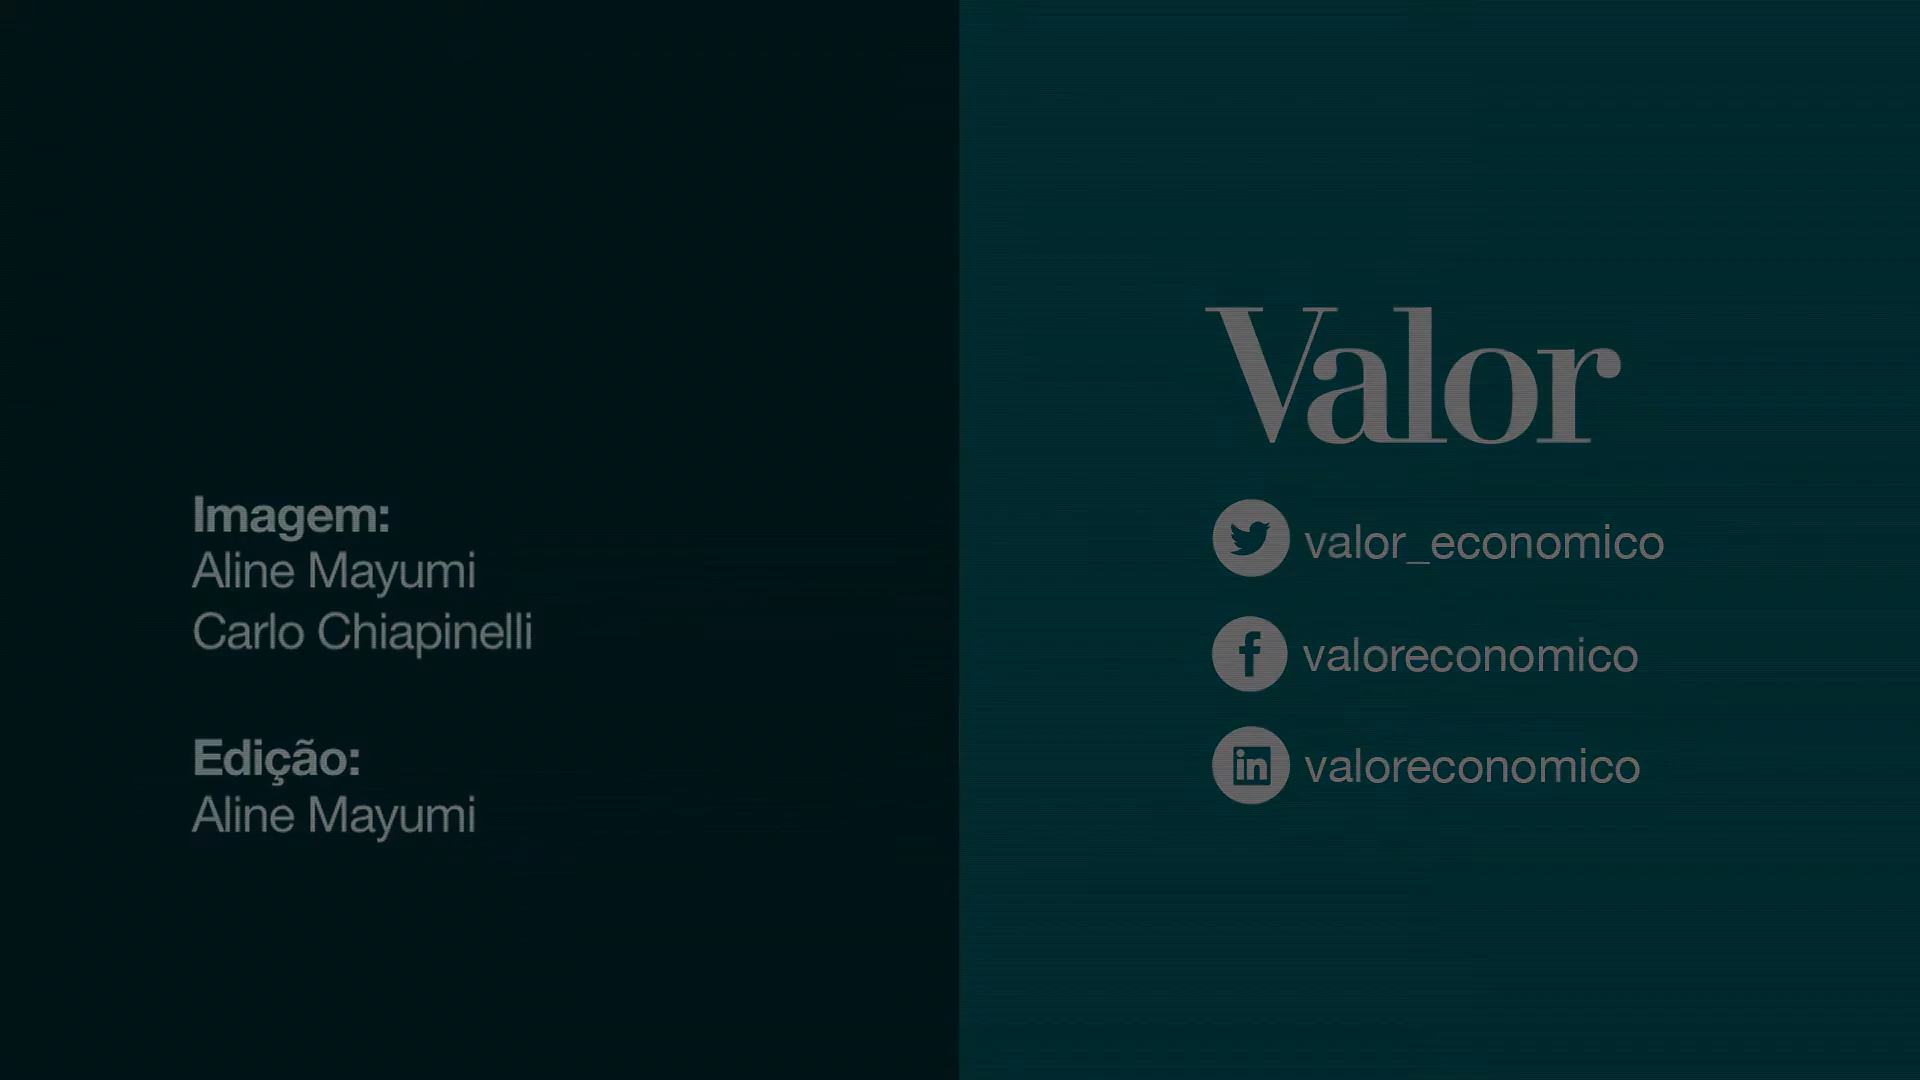 Imagem:
Aline Mayumi
Carlo Chiapinelli
Edição:
Aline Mayumi
Valor
valor_economico
valoreconomico
valoreconomico